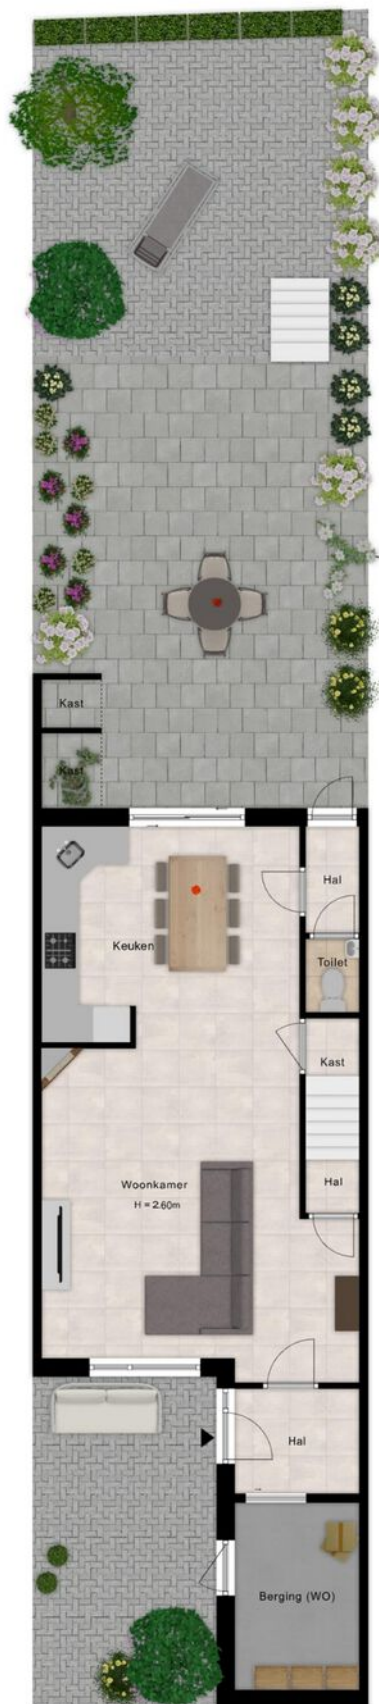 Kast
Kast
Hal
Keuken
Toilet
Kast
Woonkamer
H = 2.60m
Hal
Hal
Berging (WO)